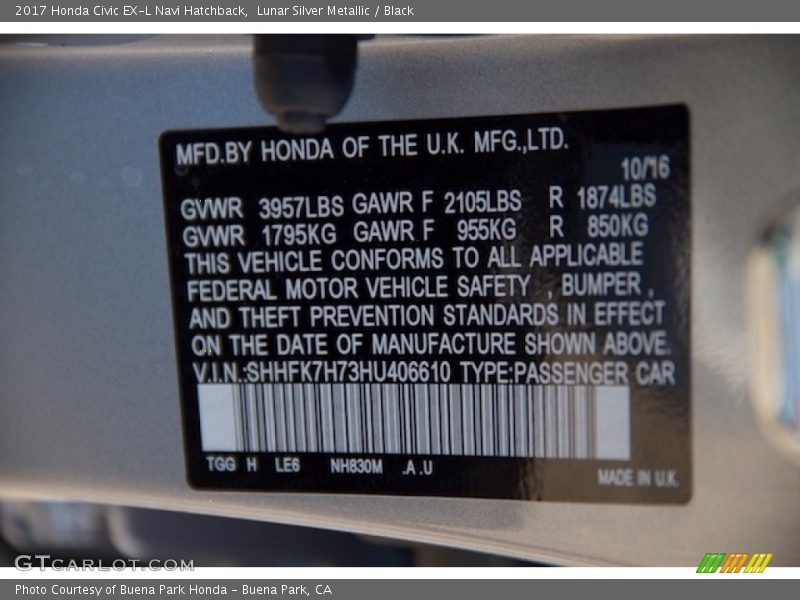 2017 Honda Civic EX-L Navi Hatchback, Lunar Silver Metallic / Black
MFD.BY HONDA OF THE U.K. MFG.,LTD.
10/16
GVWR 3957LBS GAWR F 2105LBS R 1874LBS
GVWR 1795KG GAWR F 955KG R 850KG
THIS VEHICLE CONFORMS TO ALL APPLICABLE
FEDERAL MOTOR VEHICLE SAFETY , BUMPER ,
AND THEFT PREVENTION STANDARDS IN EFFECT
ON THE DATE OF MANUFACTURE SHOWN ABOVE.
V.I.N.:SHHFK7H73HU406610 TYPE:PASSENGER CAR
TGG H LE6 NH830M .A .U
MADE IN U.K.
GTCARLOT.COM
Photo Courtesy of Buena Park Honda - Buena Park, CA